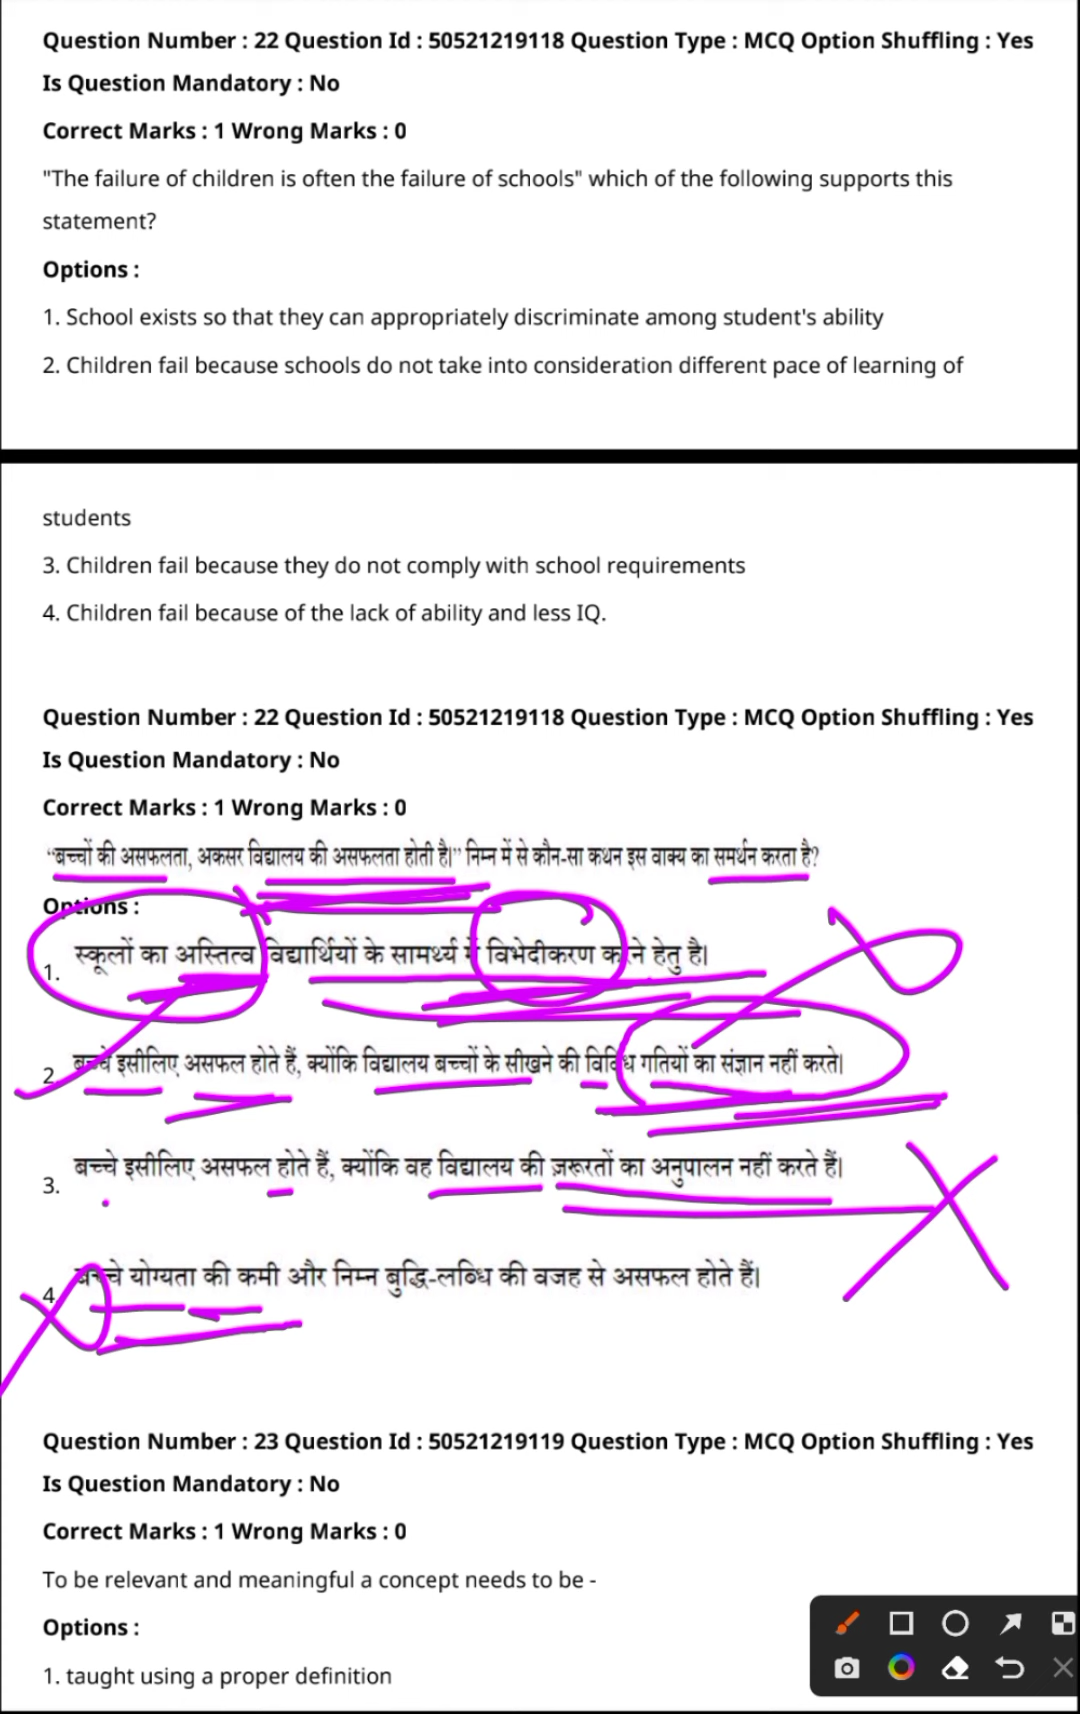 Question Number : 22 Question Id : 50521219118 Question Type : MCQ Option Shuffling : Yes
Is Question Mandatory : No
Correct Marks : 1 Wrong Marks : 0
"The failure of children is often the failure of schools" which of the following supports this
statement?
Options :
1. School exists so that they can appropriately discriminate among student's ability
2. Children fail because schools do not take into consideration different pace of learning of
students
3. Children fail because they do not comply with school requirements
4. Children fail because of the lack of ability and less IQ.
Question Number : 22 Question Id : 50521219118 Question Type : MCQ Option Shuffling : Yes
Is Question Mandatory : No
Correct Marks : 1 Wrong Marks : 0
“बच्चों की असफलता, अकसर विद्यालय की असफलता होती है।” निम्न में से कौन-सा कथन इस वाक्य का समर्थन करता है?
Options :
1. स्कूलों का अस्तित्व विद्यार्थियों के सामर्थ्य में विभेदीकरण करने हेतु है।
2. बच्चे इसीलिए असफल होते हैं, क्योंकि विद्यालय बच्चों के सीखने की विविध गतियों का संज्ञान नहीं करते।
3. बच्चे इसीलिए असफल होते हैं, क्योंकि वह विद्यालय की ज़रूरतों का अनुपालन नहीं करते हैं।
4. बच्चे योग्यता की कमी और निम्न बुद्धि-लब्धि की वजह से असफल होते हैं।
Question Number : 23 Question Id : 50521219119 Question Type : MCQ Option Shuffling : Yes
Is Question Mandatory : No
Correct Marks : 1 Wrong Marks : 0
To be relevant and meaningful a concept needs to be -
Options :
1. taught using a proper definition